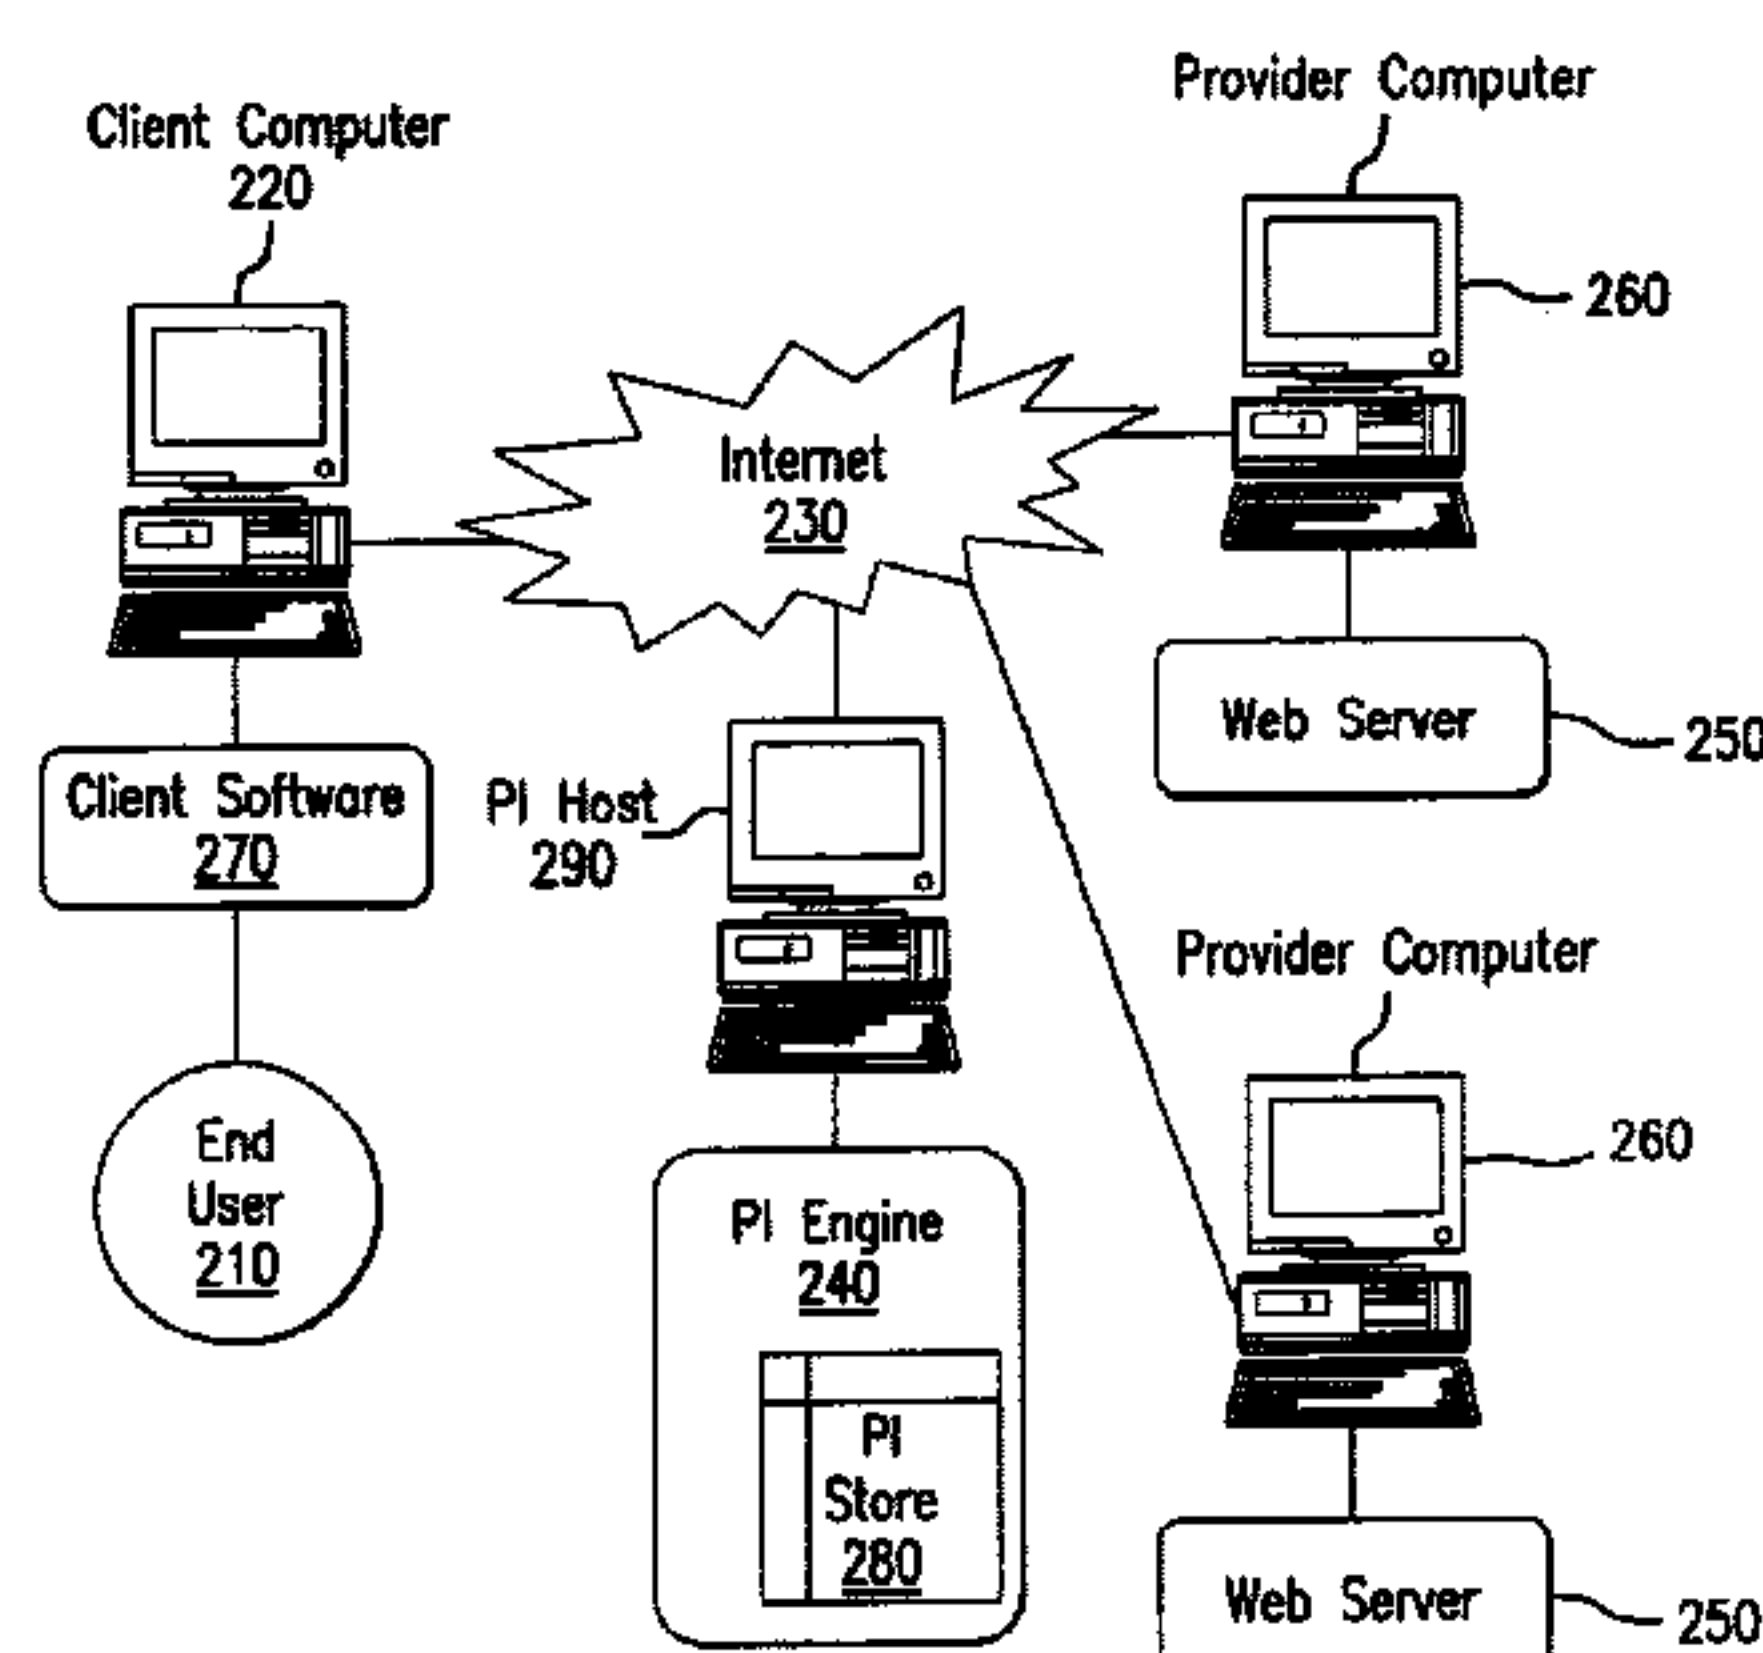 Provider Computer
Client Computer
220
260
Internet
230
Web Server
250
Client Software
270
PI Host
290
Provider Computer
260
End
User
210
PI Engine
240
PI
Store
280
Web Server
250